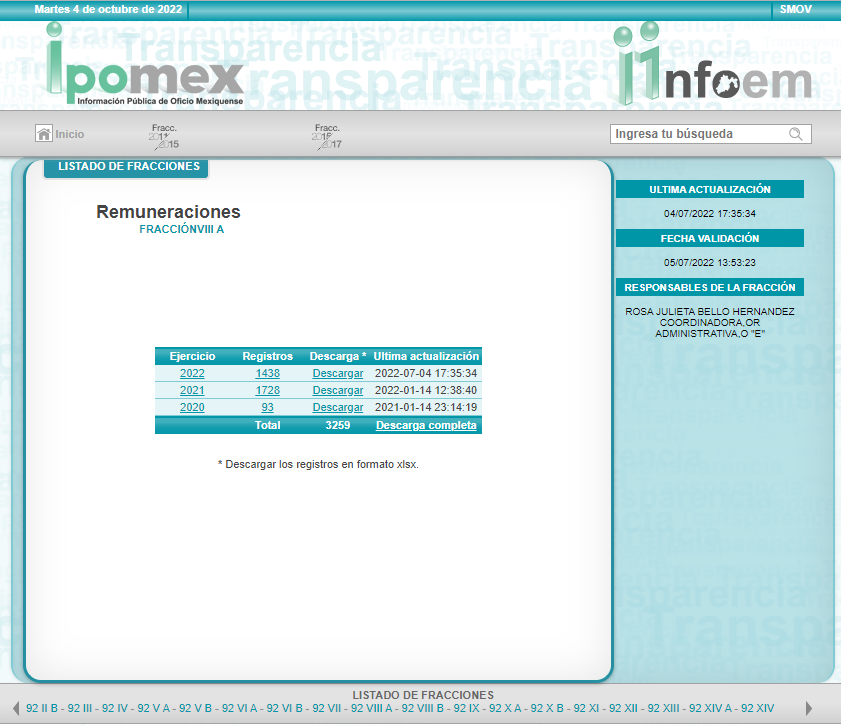 Martes 4 de octubre de 2022
SMOV
ipomex
Información Pública de Oficio Mexiquense
infoem
Inicio
Fracc.
2015
Fracc.
2017
Ingresa tu búsqueda
LISTADO DE FRACCIONES
Remuneraciones
FRACCIÓNVIII A
Ejercicio Registros Descarga * Ultima actualización
2022 1438 Descargar 2022-07-04 17:35:34
2021 1728 Descargar 2022-01-14 12:38:40
2020 93 Descargar 2021-01-14 23:14:19
Total 3259 Descarga completa
* Descargar los registros en formato xlsx.
ULTIMA ACTUALIZACIÓN
04/07/2022 17:35:34
FECHA VALIDACIÓN
05/07/2022 13:53:23
RESPONSABLES DE LA FRACCIÓN
ROSA JULIETA BELLO HERNANDEZ
COORDINADORA,OR
ADMINISTRATIVA,O "E"
LISTADO DE FRACCIONES
92 II B - 92 III - 92 IV - 92 V A - 92 V B - 92 VI A - 92 VI B - 92 VII - 92 VIII A - 92 VIII B - 92 IX - 92 X A - 92 X B - 92 XI - 92 XII - 92 XIII - 92 XIV A - 92 XIV